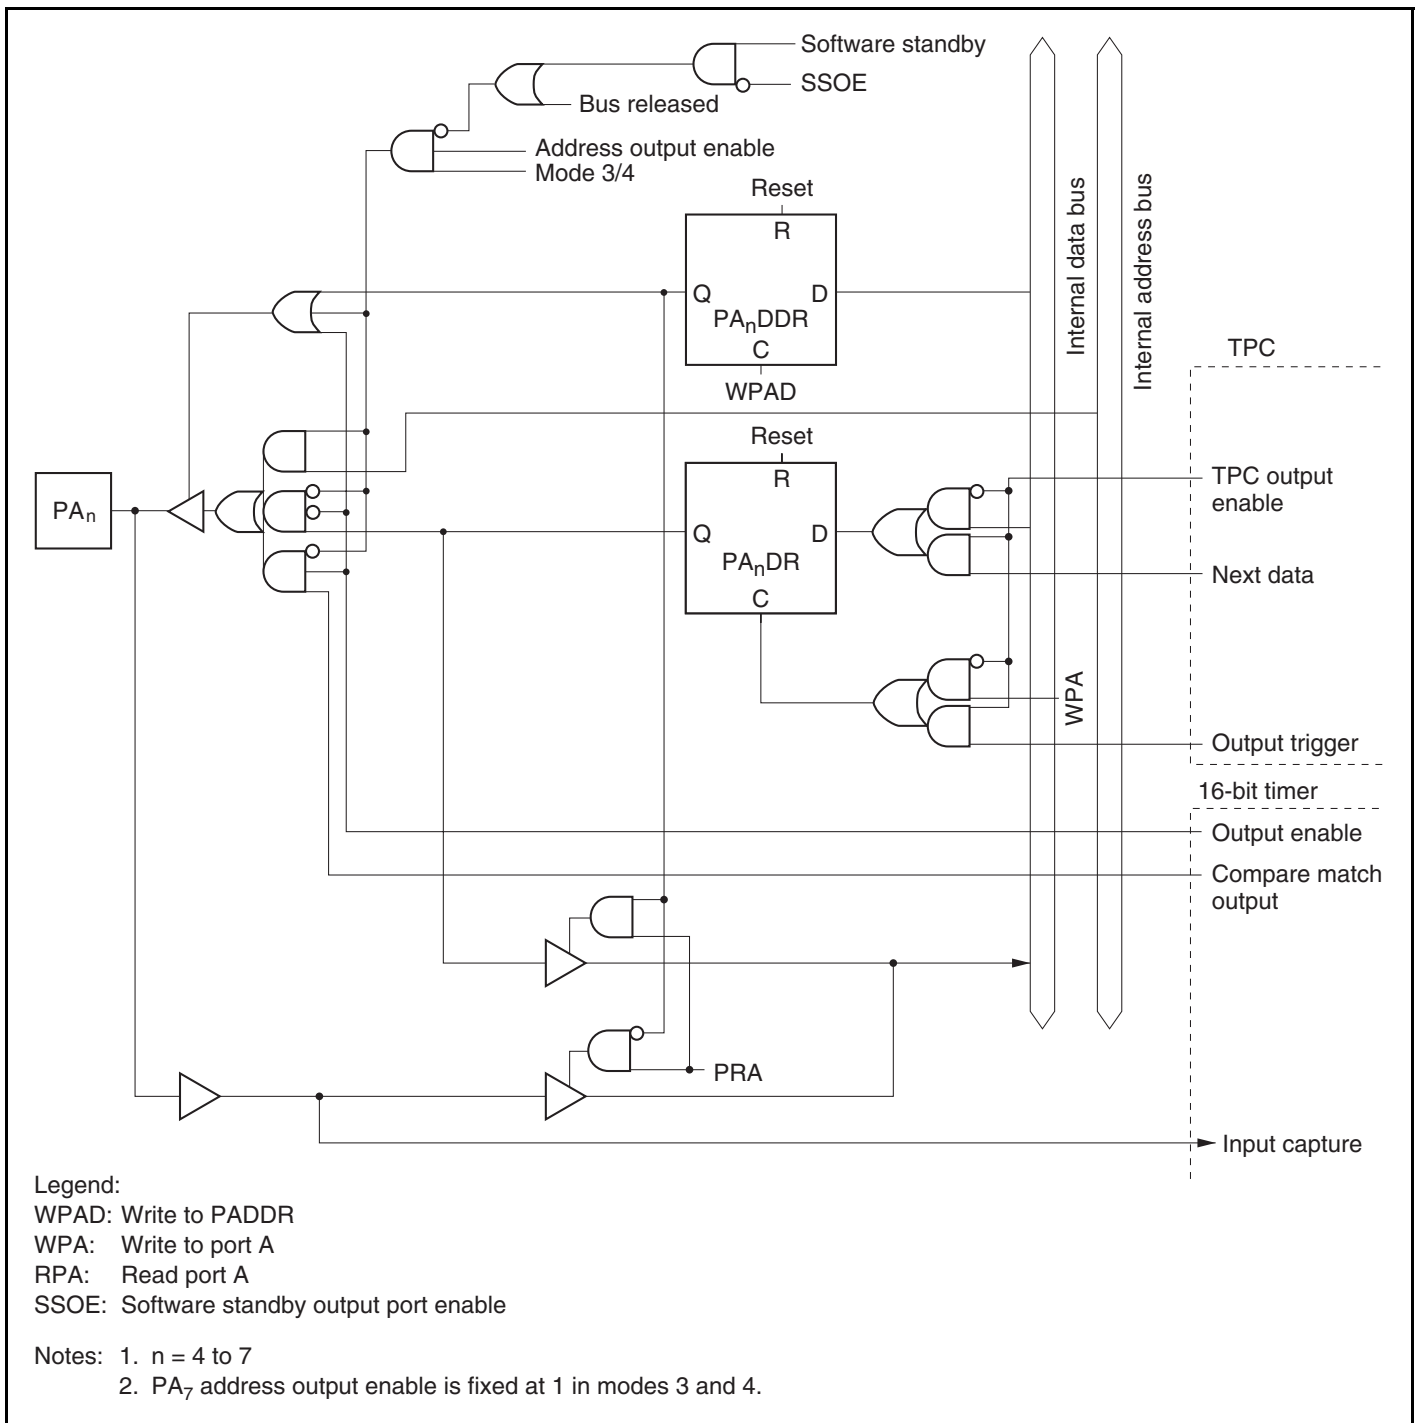 Software standby
SSOE
Bus released
Address output enable
Mode 3/4
Reset
R
Q
D
PAnDDR
C
WPAD
Internal data bus
Internal address bus
TPC
Reset
R
Q
D
PAnDR
C
PAn
TPC output
enable
Next data
WPA
Output trigger
16-bit timer
Output enable
Compare match
output
PRA
Input capture
Legend:
WPAD: Write to PADDR
WPA: Write to port A
RPA: Read port A
SSOE: Software standby output port enable
Notes: 1. n = 4 to 7
2. PA7 address output enable is fixed at 1 in modes 3 and 4.